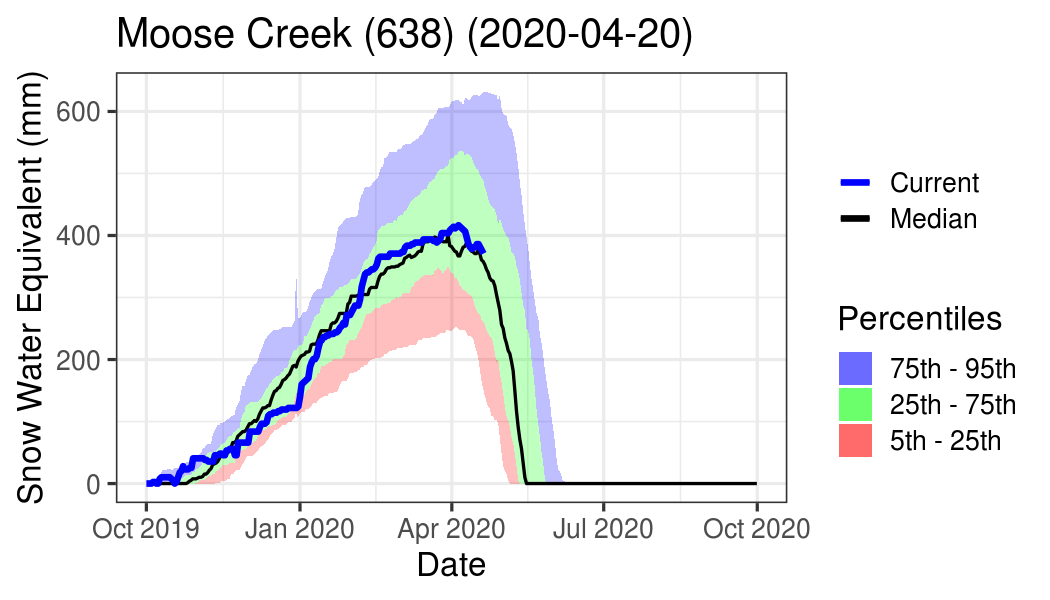 Moose Creek (638) (2020-04-20)
Snow Water Equivalent (mm)
600
400
200
0
Oct 2019 Jan 2020 Apr 2020 Jul 2020 Oct 2020
Date
Current
Median
Percentiles
75th - 95th
25th - 75th
5th - 25th